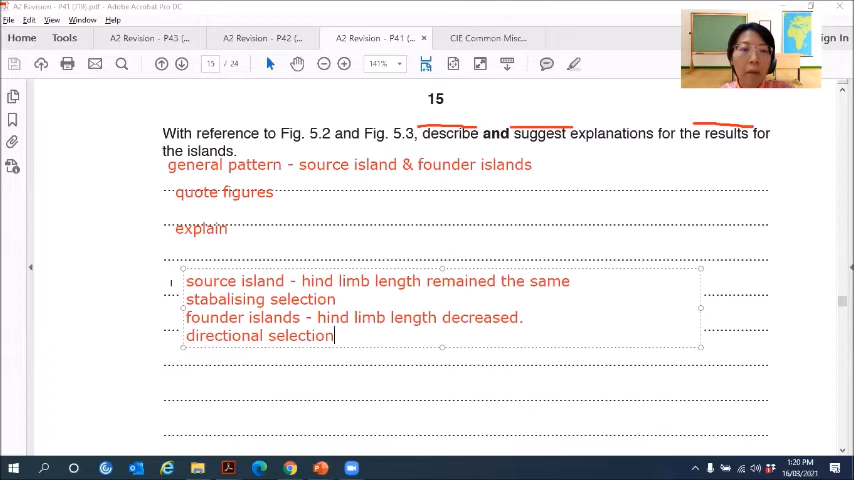 A2 Revision - P41 (J19).pdf - Adobe Acrobat Pro DC
File Edit View Window Help
Home Tools A2 Revision - P43 (... A2 Revision - P42 (... A2 Revision - P41 (... × CIE Common Misc... Sign In
15 / 24 141%
15
With reference to Fig. 5.2 and Fig. 5.3, describe and suggest explanations for the results for
the islands.
general pattern - source island & founder islands
quote figures
explain
source island - hind limb length remained the same
stabalising selection
founder islands - hind limb length decreased.
directional selection
1:20 PM
16/08/2021